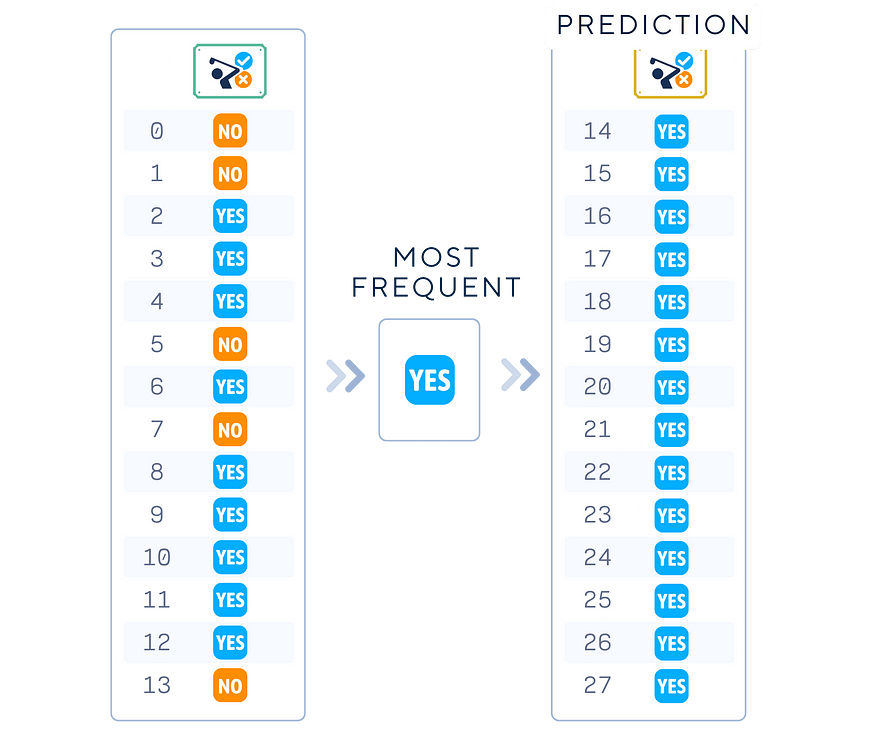 PREDICTION
0 NO
1 NO
2 YES
3 YES
4 YES
5 NO
6 YES
7 NO
8 YES
9 YES
10 YES
11 YES
12 YES
13 NO
MOST
FREQUENT
YES
14 YES
15 YES
16 YES
17 YES
18 YES
19 YES
20 YES
21 YES
22 YES
23 YES
24 YES
25 YES
26 YES
27 YES